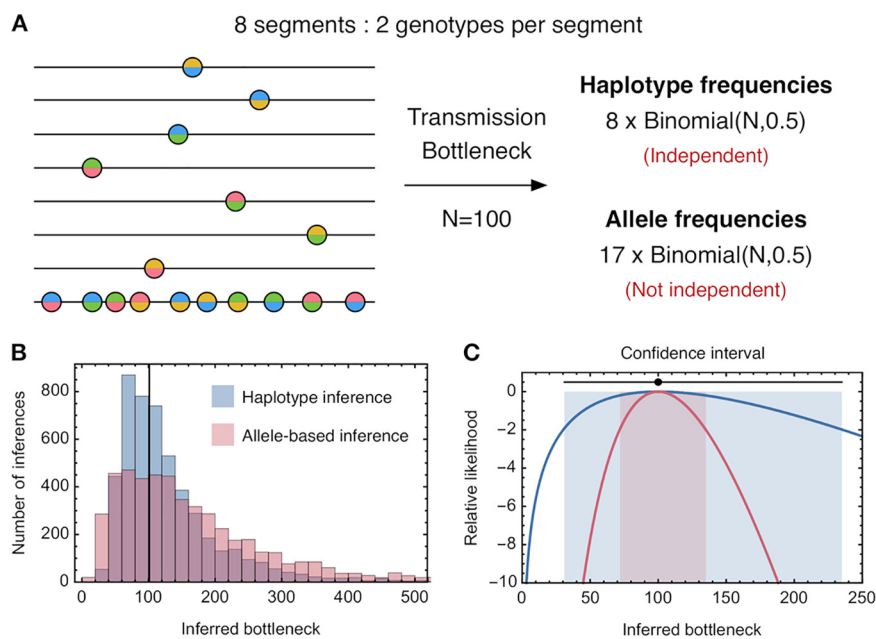 A
8 segments : 2 genotypes per segment
Transmission
Bottleneck
N=100
Haplotype frequencies
8 x Binomial(N,0.5)
(Independent)
Allele frequencies
17 x Binomial(N,0.5)
(Not independent)
B
Number of inferences
800
600
400
200
0
Haplotype inference
Allele-based inference
0 100 200 300 400 500
Inferred bottleneck
C
Confidence interval
Relative likelihood
0
−2
−4
−6
−8
−10
0 50 100 150 200 250
Inferred bottleneck